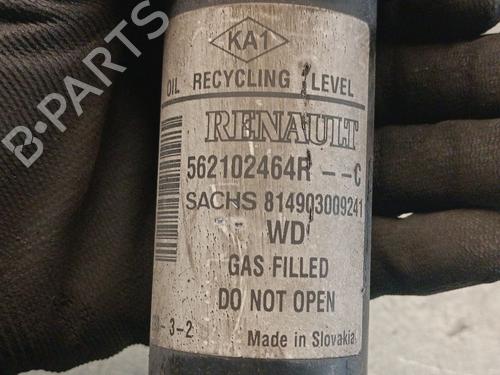 KA1
OIL RECYCLING LEVEL
RENAULT
562102464R --C
SACHS 814903009241
WD
GAS FILLED
DO NOT OPEN
-3-2
Made in Slovakia
B-PARTS